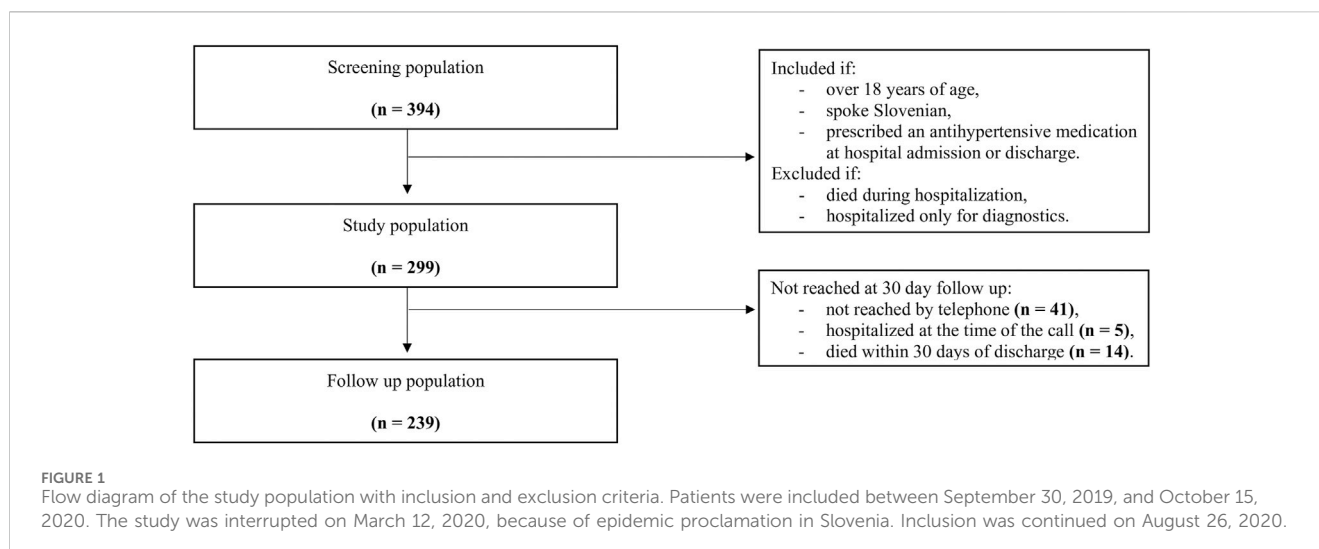 Screening population
(n = 394)
Included if:
- over 18 years of age,
- spoke Slovenian,
- prescribed an antihypertensive medication
at hospital admission or discharge.
Excluded if:
- died during hospitalization,
- hospitalized only for diagnostics.
Study population
(n = 299)
Not reached at 30 day follow up:
- not reached by telephone (n = 41),
- hospitalized at the time of the call (n = 5),
- died within 30 days of discharge (n = 14).
Follow up population
(n = 239)
FIGURE 1
Flow diagram of the study population with inclusion and exclusion criteria. Patients were included between September 30, 2019, and October 15,
2020. The study was interrupted on March 12, 2020, because of epidemic proclamation in Slovenia. Inclusion was continued on August 26, 2020.